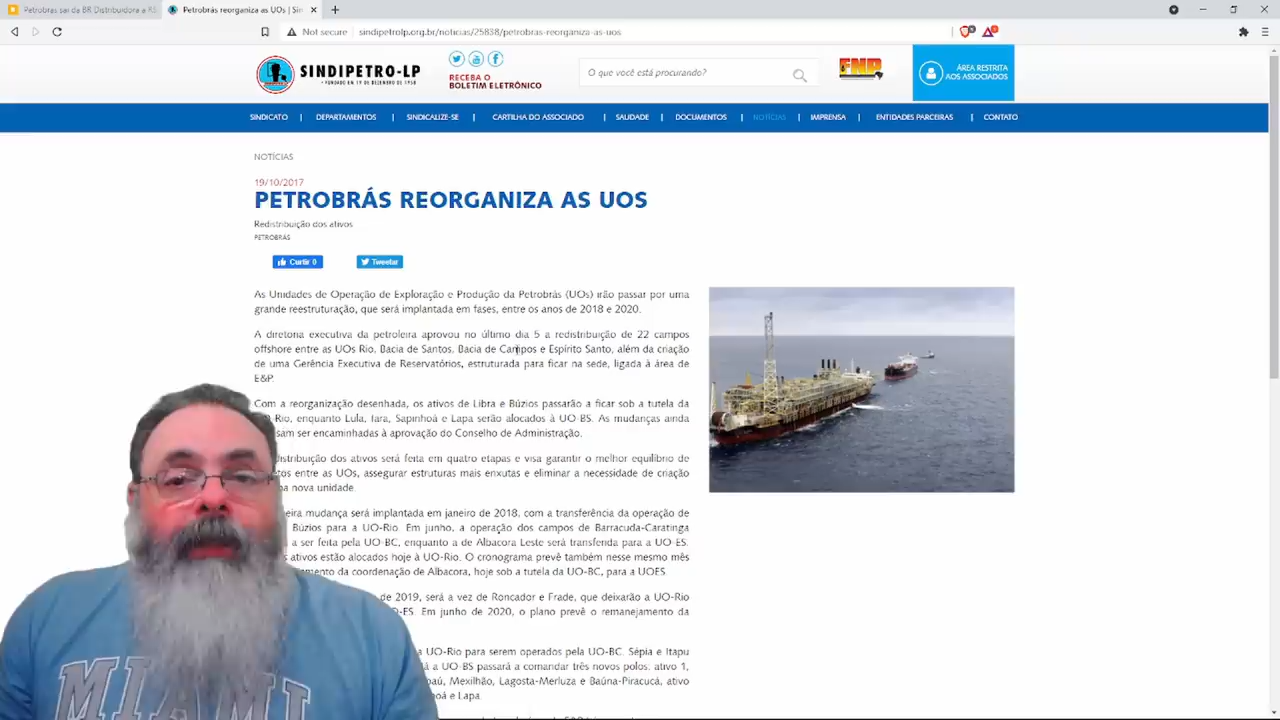 Petrobras sai da BR Distribuidora e RS
Petrobrás reorganiza as UOs | Sin
Not secure | sindipetrolp.org.br/noticias/25838/petrobras-reorganiza-as-uos
SINDIPETRO-LP
FUNDADO EM 19 DE DEZEMBRO DE 1958
RECEBA O
BOLETIM ELETRÔNICO
O que você está procurando?
FNP
ÁREA RESTRITA
AOS ASSOCIADOS
SINDICATO | DEPARTAMENTOS | SINDICALIZE-SE | CARTILHA DO ASSOCIADO | SAUDADE | DOCUMENTOS | NOTÍCIAS | IMPRENSA | ENTIDADES PARCEIRAS | CONTATO
NOTÍCIAS
19/10/2017
PETROBRÁS REORGANIZA AS UOS
Redistribuição dos ativos
PETROBRÁS
Curtir 0
Tweetar
As Unidades de Operação de Exploração e Produção da Petrobrás (UOs) irão passar por uma
grande reestruturação, que será implantada em fases, entre os anos de 2018 e 2020.
A diretoria executiva da petroleira aprovou no último dia 5 a redistribuição de 22 campos
offshore entre as UOs Rio, Bacia de Santos, Bacia de Campos e Espírito Santo, além da criação
de uma Gerência Executiva de Reservatórios, estruturada para ficar na sede, ligada à área de
E&P.
Com a reorganização desenhada, os ativos de Libra e Búzios passarão a ficar sob a tutela da
Rio, enquanto Lula, Iara, Sapinhoá e Lapa serão alocados à UO-BS. As mudanças ainda
sam ser encaminhadas à aprovação do Conselho de Administração.
distribuição dos ativos será feita em quatro etapas e visa garantir o melhor equilíbrio de
tos entre as UOs, assegurar estruturas mais enxutas e eliminar a necessidade de criação
na nova unidade.
eira mudança será implantada em janeiro de 2018, com a transferência da operação de
Búzios para a UO-Rio. Em junho, a operação dos campos de Barracuda-Caratinga
a ser feita pela UO-BC, enquanto a de Albacora Leste será transferida para a UO-ES.
s ativos estão alocados hoje à UO-Rio. O cronograma prevê também nesse mesmo mês
mento da coordenação de Albacora, hoje sob a tutela da UO-BC, para a UOES.
de 2019, será a vez de Roncador e Frade, que deixarão a UO-Rio
O-ES. Em junho de 2020, o plano prevê o remanejamento da
a UO-Rio para serem operados pela UO-BC. Sépia e Itapu
á a UO-BS passará a comandar três novos polos: ativo 1,
baú, Mexilhão, Lagosta-Merluza e Baúna-Piracucá, ativo
hoá e Lapa.
MIAMI